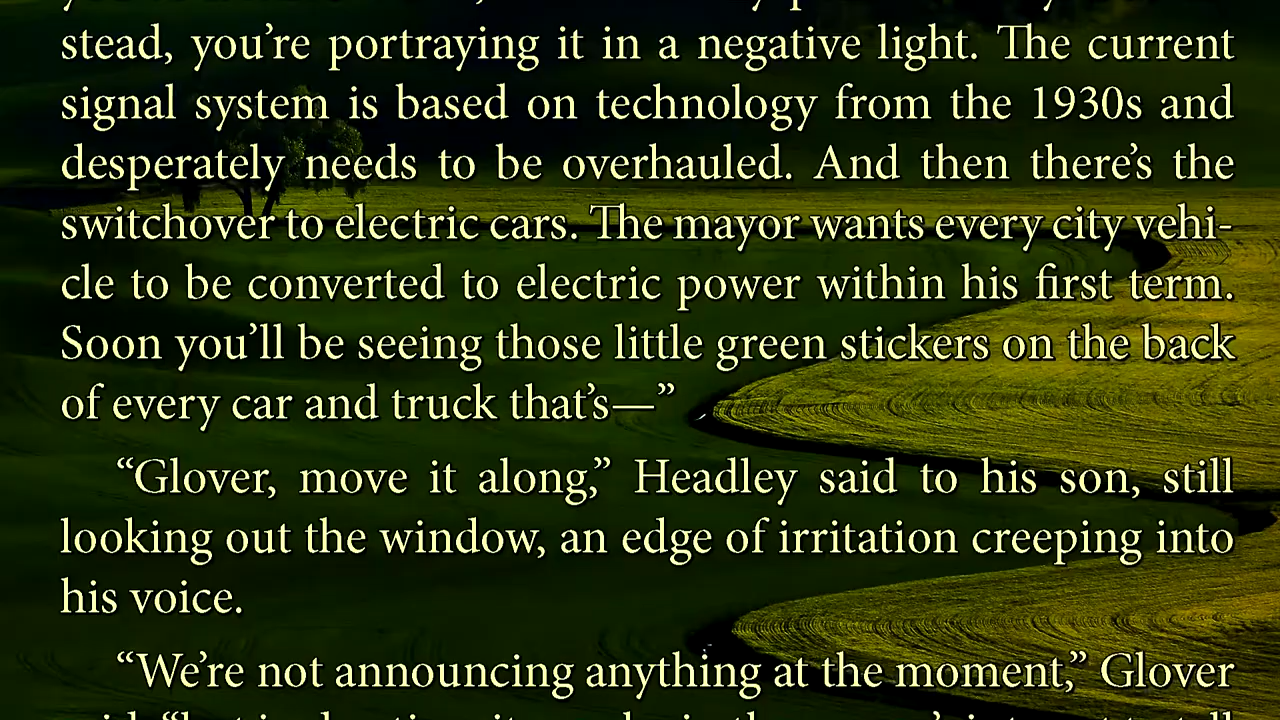 stead, you're portraying it in a negative light. The current
signal system is based on technology from the 1930s and
desperately needs to be overhauled. And then there's the
switchover to electric cars. The mayor wants every city vehi-
cle to be converted to electric power within his first term.
Soon you'll be seeing those little green stickers on the back
of every car and truck that's—”
“Glover, move it along,” Headley said to his son, still
looking out the window, an edge of irritation creeping into
his voice.
“We're not announcing anything at the moment,” Glover